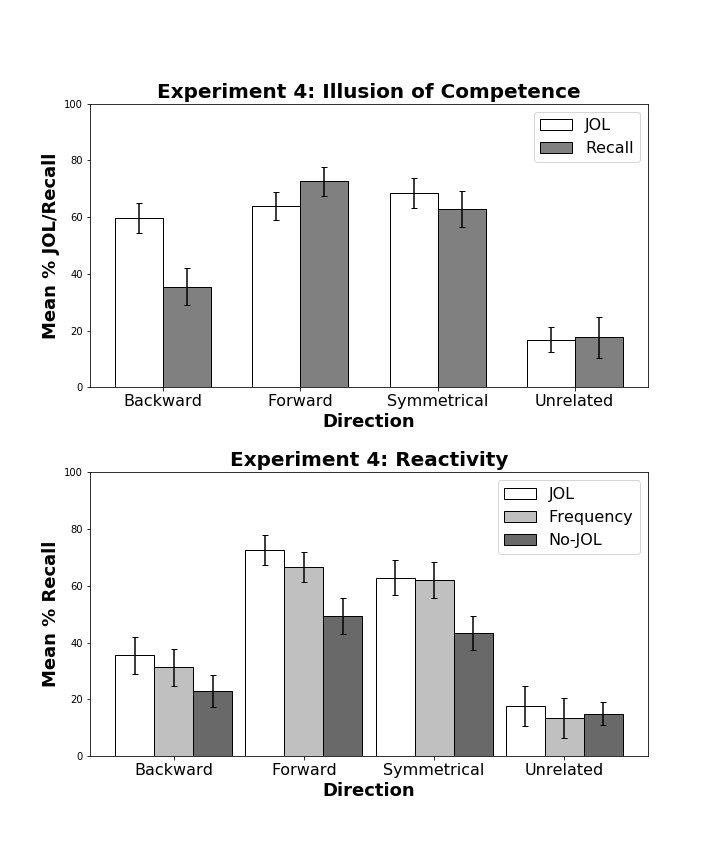 Experiment 4: Illusion of Competence
100
80
60
40
20
0
Mean % JOL/Recall
JOL
Recall
Backward Forward Symmetrical Unrelated
Direction
Experiment 4: Reactivity
100
80
60
40
20
0
Mean % Recall
JOL
Frequency
No-JOL
Backward Forward Symmetrical Unrelated
Direction